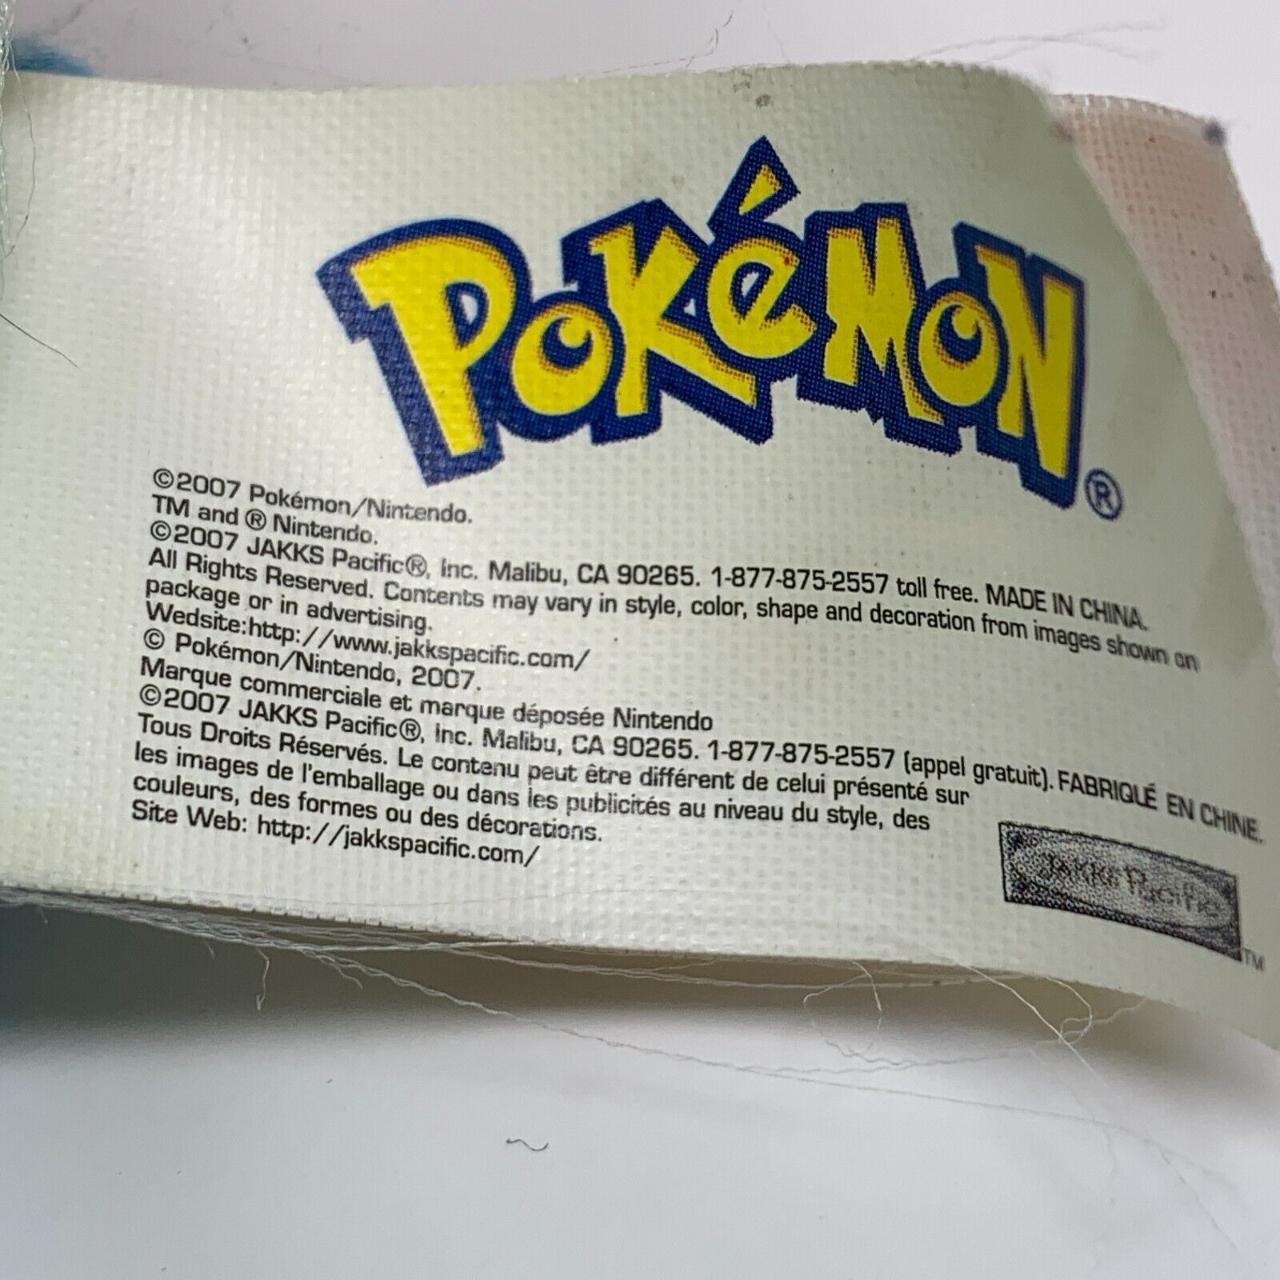 POKéMON®
©2007 Pokémon/Nintendo.
TM and ® Nintendo.
©2007 JAKKS Pacific®, Inc. Malibu, CA 90265. 1-877-875-2557 toll free. MADE IN CHINA.
All Rights Reserved. Contents may vary in style, color, shape and decoration from images shown on
package or in advertising.
Wedsite:http://www.jakkspacific.com/
© Pokémon/Nintendo, 2007.
Marque commerciale et marque déposée Nintendo
©2007 JAKKS Pacific®, Inc. Malibu, CA 90265. 1-877-875-2557 (appel gratuit). FABRIQLÉ EN CHINE.
Tous Droits Réservés. Le contenu peut être différent de celui présenté sur
les images de l'emballage ou dans les publicités au niveau du style, des
couleurs, des formes ou des décorations.
Site Web: http://jakkspacific.com/
JAKKS Pacific
TM